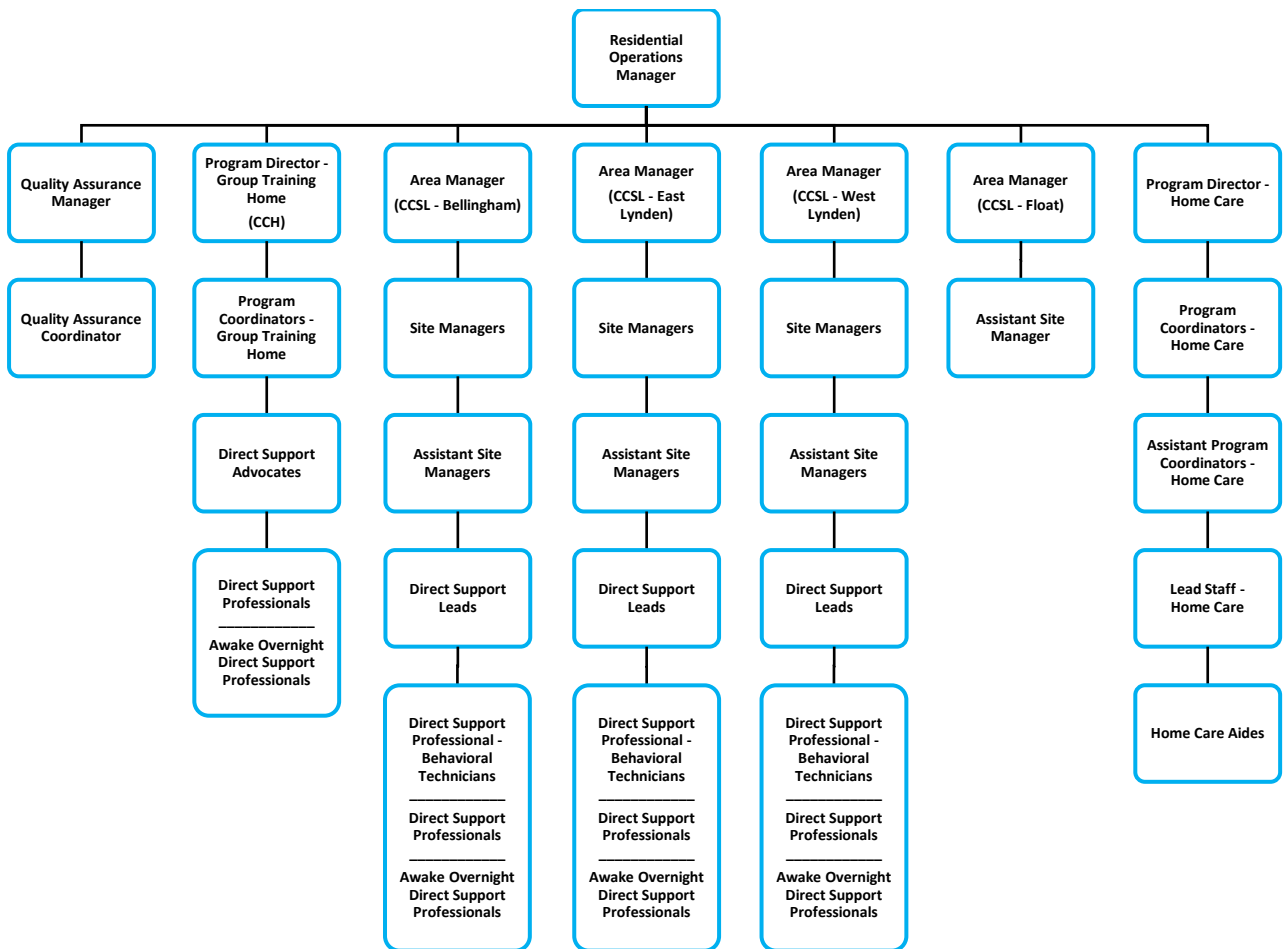 Residential
Operations
Manager
Quality Assurance
Manager
Program Director -
Group Training
Home
(CCH)
Area Manager
(CCSL - Bellingham)
Area Manager
(CCSL - East
Lynden)
Area Manager
(CCSL - West
Lynden)
Area Manager
(CCSL - Float)
Program Director -
Home Care
Quality Assurance
Coordinator
Program
Coordinators -
Group Training
Home
Site Managers
Site Managers
Site Managers
Assistant Site
Manager
Program
Coordinators -
Home Care
Direct Support
Advocates
Assistant Site
Managers
Assistant Site
Managers
Assistant Site
Managers
Assistant Program
Coordinators -
Home Care
Direct Support
Professionals
____________
Awake Overnight
Direct Support
Professionals
Direct Support
Leads
Direct Support
Leads
Direct Support
Leads
Lead Staff -
Home Care
Direct Support
Professional -
Behavioral
Technicians
____________
Direct Support
Professionals
____________
Awake Overnight
Direct Support
Professionals
Direct Support
Professional -
Behavioral
Technicians
____________
Direct Support
Professionals
____________
Awake Overnight
Direct Support
Professionals
Direct Support
Professional -
Behavioral
Technicians
____________
Direct Support
Professionals
____________
Awake Overnight
Direct Support
Professionals
Home Care Aides